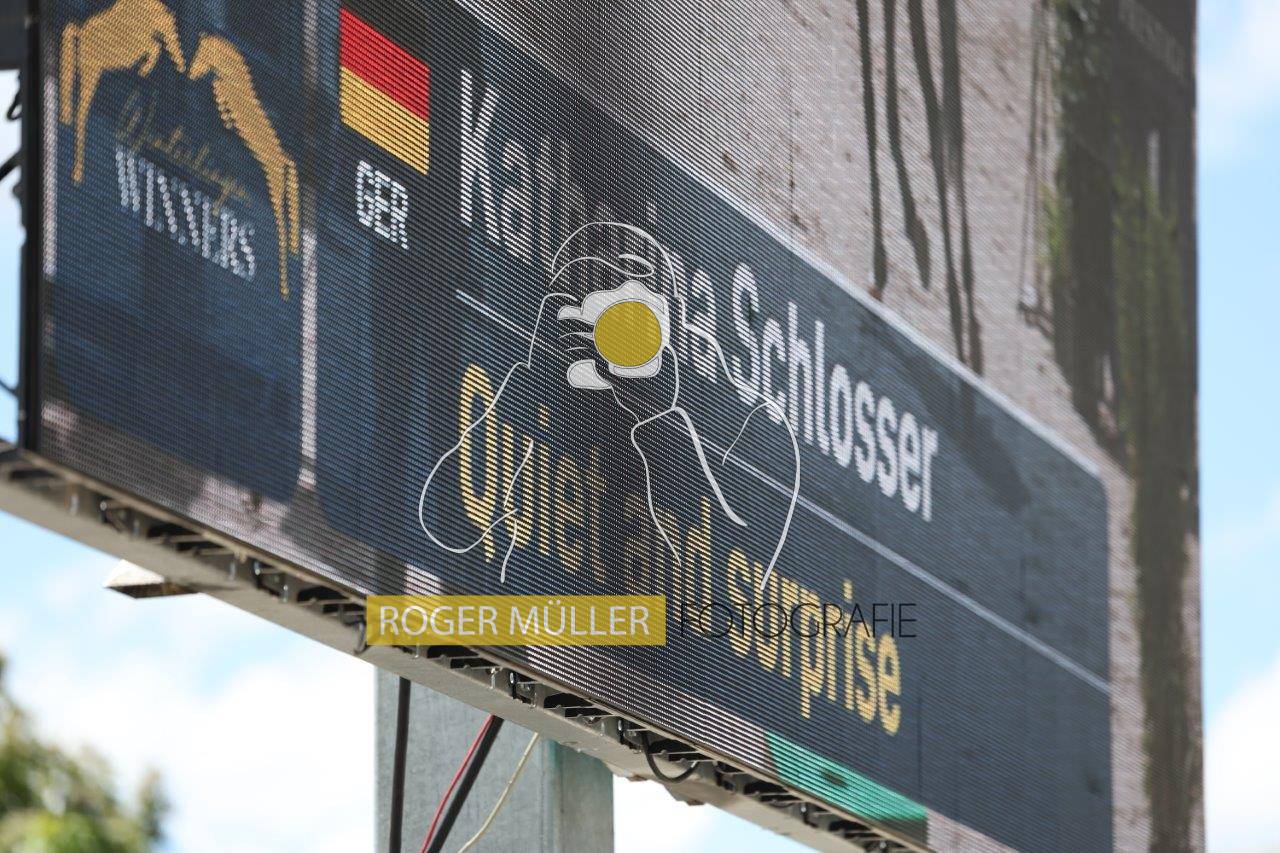 WINNERS
GER
Schlosser
Quiet and surprise
ROGER MÜLLER FOTOGRAFIE